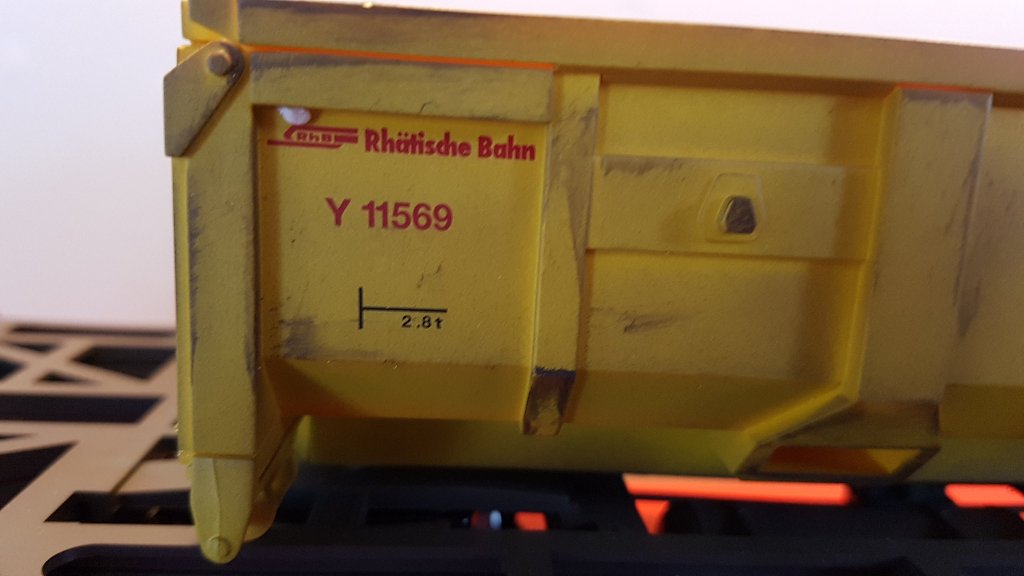 RhB Rhätische Bahn
Y 11569
2.8t